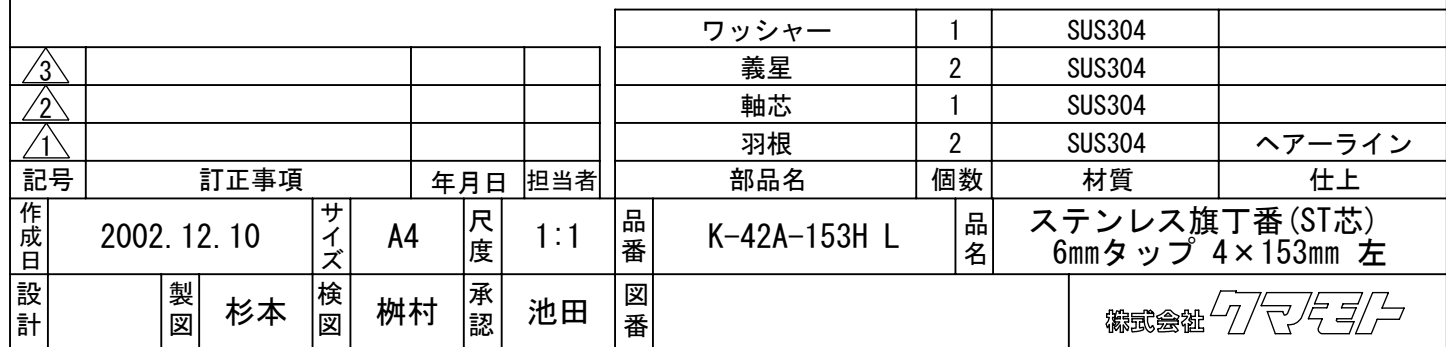 ワッシャー 1 SUS304
3 義星 2 SUS304
2 軸芯 1 SUS304
1 羽根 2 SUS304 ヘアーライン
記号 訂正事項 年月日 担当者 部品名 個数 材質 仕上
作成日 2002.12.10 サイズ A4 尺度 1:1 品番 K-42A-153H L 品名 ステンレス旗丁番(ST芯)
6mmタップ 4×153mm 左
設計 製図 杉本 検図 桝村 承認 池田 図番 株式会社クマモト